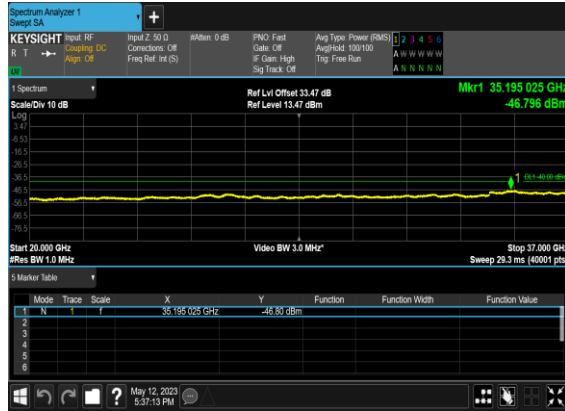 Spectrum Analyzer 1
Swept SA
+
KEYSIGHT Input: RF Input Z: 50 Ω #Atten: 0 dB PNO: Fast Avg Type: Power (RMS) 1 2 3 4 5 6
R T Coupling: DC Corrections: Off Gate: Off Avg|Hold: 100/100 A W W W W W
Align: Off Freq Ref: Int (S) IF Gain: High Trig: Free Run
Sig Track: Off A N N N N N
1 Spectrum Ref Lvl Offset 33.47 dB Mkr1 35.195 025 GHz
Scale/Div 10 dB Ref Level 13.47 dBm -46.796 dBm
Log
3.47
-6.53
-16.5
-26.5
-36.5 1 DL1 -40.00 dBm
-46.5
-56.5
-66.5
-76.5
Start 20.000 GHz Video BW 3.0 MHz* Stop 37.000 GHz
#Res BW 1.0 MHz Sweep 29.3 ms (40001 pts)
5 Marker Table
Mode Trace Scale X Y Function Function Width Function Value
1 N 1 f 35.195 025 GHz -46.80 dBm
2
3
4
5
6
? May 12, 2023
5:37:13 PM